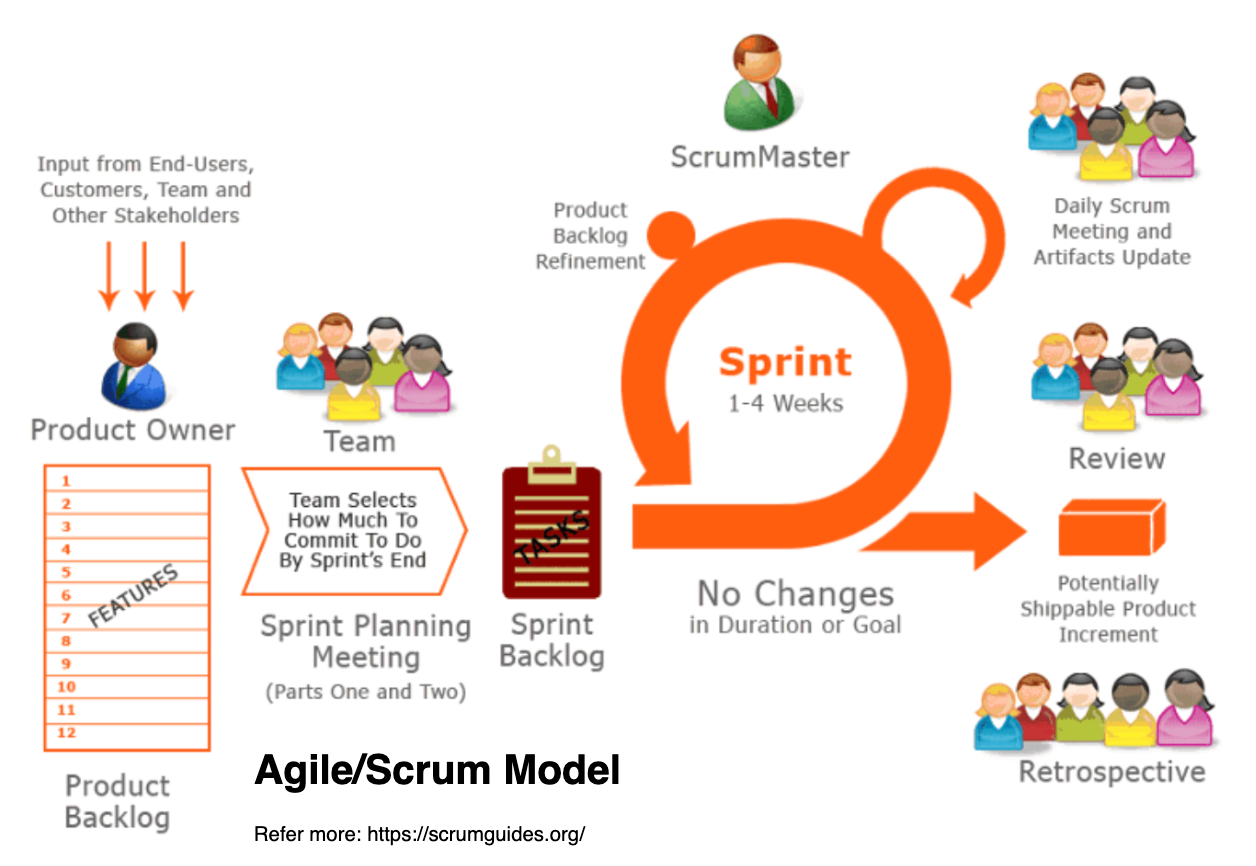 Input from End-Users,
Customers, Team and
Other Stakeholders
Product Owner
1
2
3
4
5
6
7
8
9
10
11
12
FEATURES
Product
Backlog
Team
Team Selects
How Much To
Commit To Do
By Sprint's End
Sprint Planning
Meeting
(Parts One and Two)
TASKS
Sprint
Backlog
ScrumMaster
Product
Backlog
Refinement
Sprint
1-4 Weeks
No Changes
in Duration or Goal
Daily Scrum
Meeting and
Artifacts Update
Review
Potentially
Shippable Product
Increment
Retrospective
Agile/Scrum Model
Refer more: https://scrumguides.org/